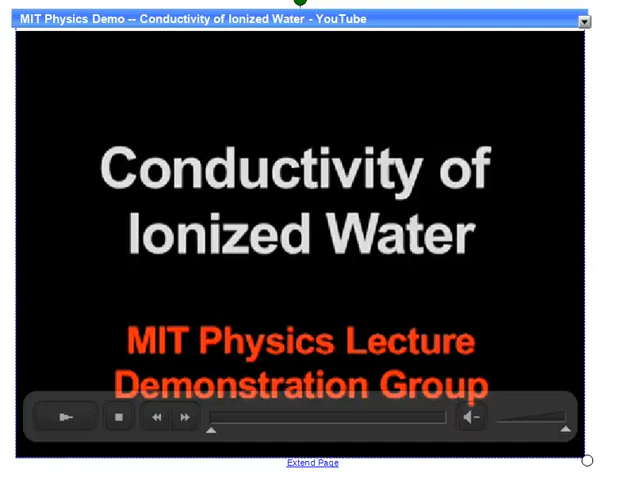 MIT Physics Demo -- Conductivity of Ionized Water - YouTube
Conductivity of
Ionized Water
MIT Physics Lecture
Demonstration Group
Extend Page